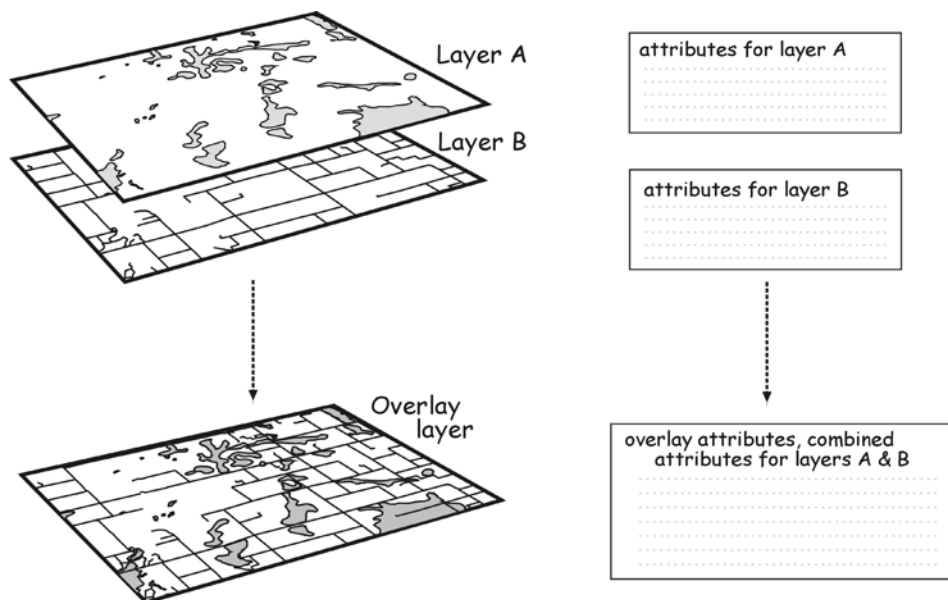 Layer A
Layer B
attributes for layer A
attributes for layer B
Overlay
layer
overlay attributes, combined
attributes for layers A & B